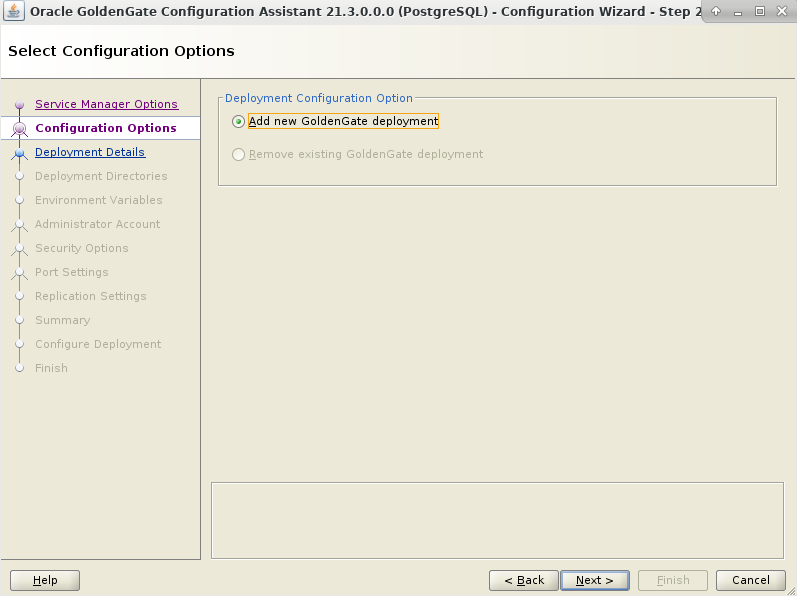 Oracle GoldenGate Configuration Assistant 21.3.0.0.0 (PostgreSQL) - Configuration Wizard - Step 2
Select Configuration Options
Service Manager Options
Configuration Options
Deployment Details
Deployment Directories
Environment Variables
Administrator Account
Security Options
Port Settings
Replication Settings
Summary
Configure Deployment
Finish
Deployment Configuration Option
Add new GoldenGate deployment
Remove existing GoldenGate deployment
Help
< Back
Next >
Finish
Cancel